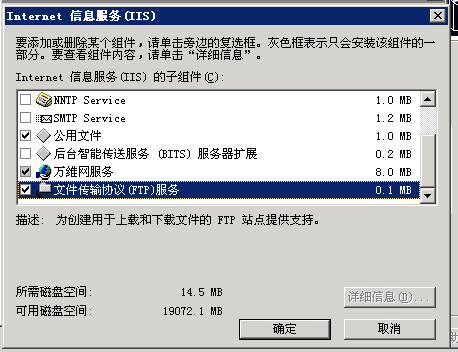 Internet 信息服务(IIS)
要添加或删除某个组件，请单击旁边的复选框。灰色框表示只会安装该组件的一
部分。要查看组件内容，请单击“详细信息”。
Internet 信息服务(IIS) 的子组件(C):
NNTP Service 1.0 MB
SMTP Service 1.2 MB
公用文件 1.0 MB
后台智能传送服务 (BITS) 服务器扩展 0.2 MB
万维网服务 8.0 MB
文件传输协议(FTP)服务 0.1 MB
描述: 为创建用于上载和下载文件的 FTP 站点提供支持。
所需磁盘空间: 14.5 MB
详细信息(D)...
可用磁盘空间: 19072.1 MB
确定 取消